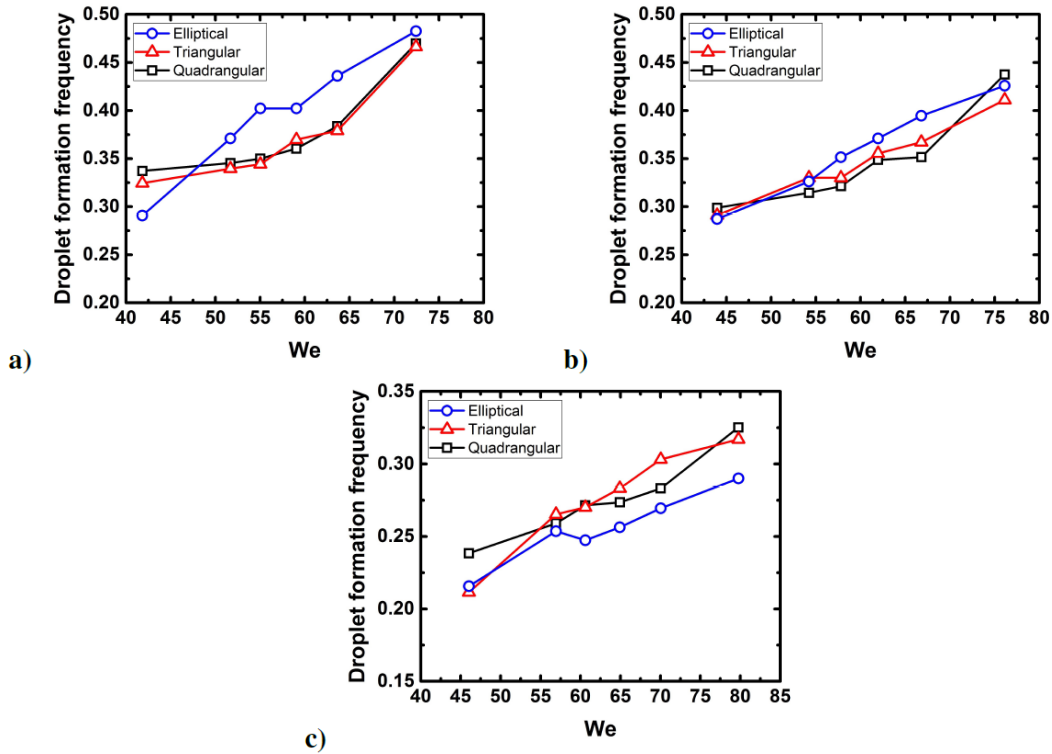 Droplet formation frequency
0.50
0.45
0.40
0.35
0.30
0.25
0.20
Elliptical
Triangular
Quadrangular
40 45 50 55 60 65 70 75 80
We
a)
Droplet formation frequency
0.50
0.45
0.40
0.35
0.30
0.25
0.20
Elliptical
Triangular
Quadrangular
40 45 50 55 60 65 70 75 80
We
b)
Droplet formation frequency
0.35
0.30
0.25
0.20
0.15
Elliptical
Triangular
Quadrangular
40 45 50 55 60 65 70 75 80 85
We
c)